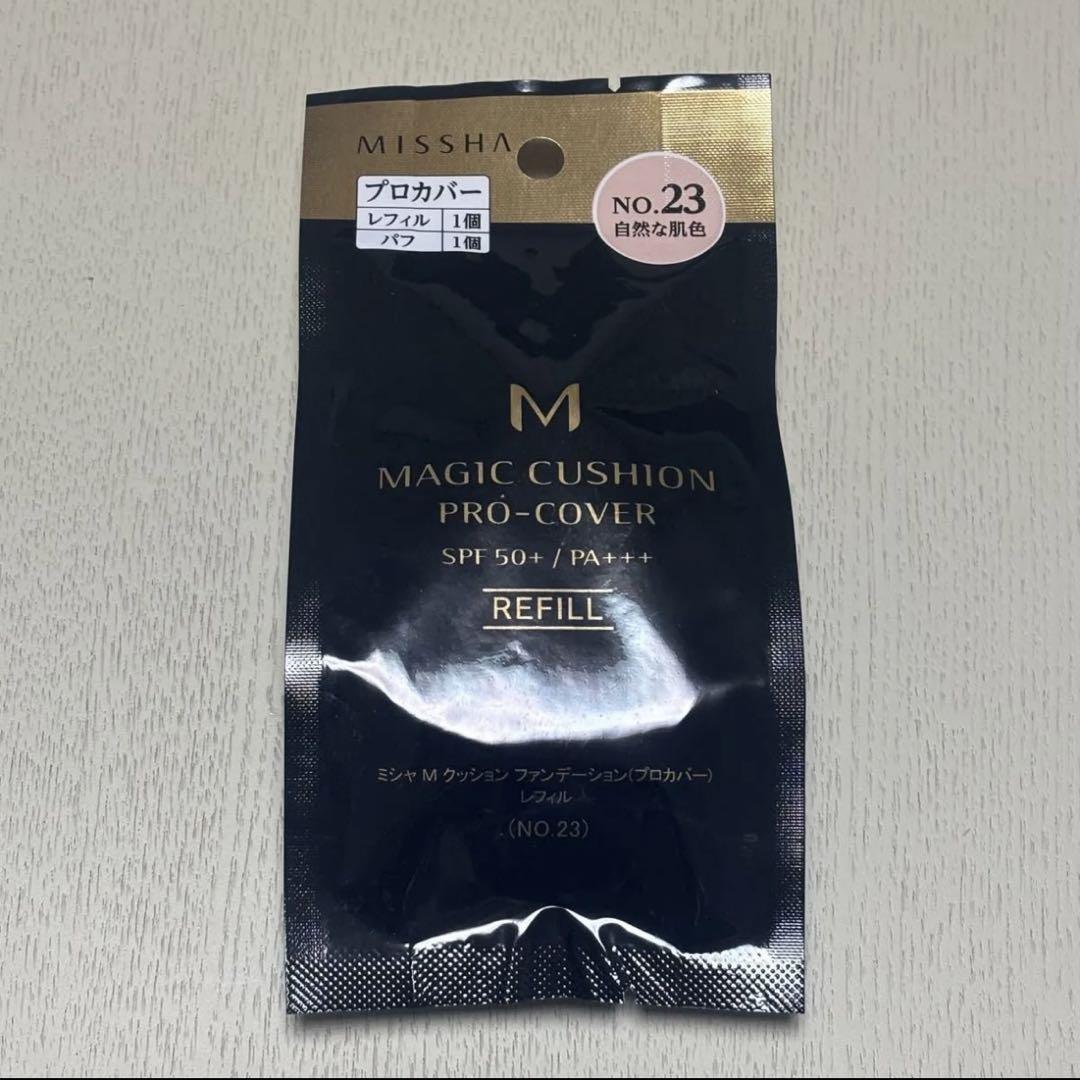 MISSHA
プロカバー
レフィル 1個
パフ 1個
NO.23
自然な肌色
M
MAGIC CUSHION
PRO-COVER
SPF 50+ / PA+++
REFILL
ミシャ M クッション ファンデーション(プロカバー)
レフィル
(NO.23)